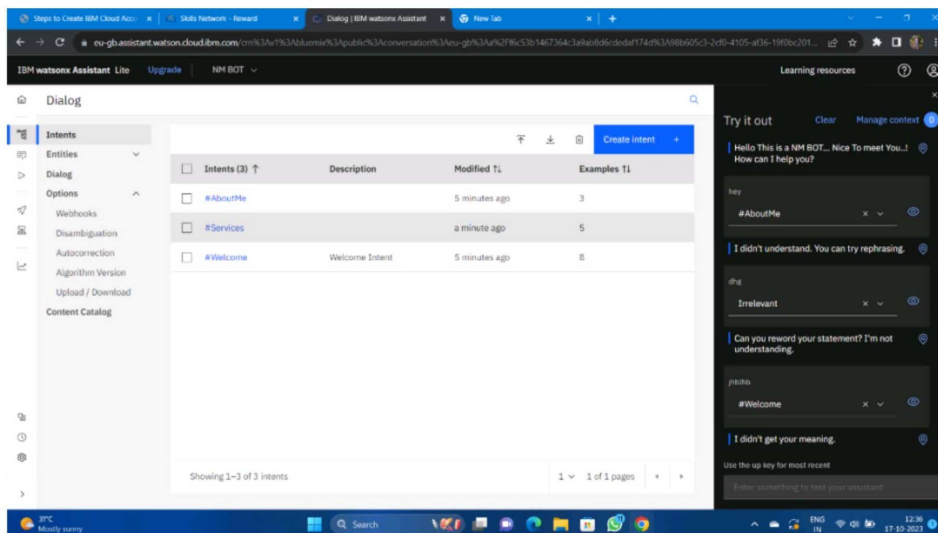 Steps to Create IBM Cloud Acco
Skills Network - Reward
Dialog | IBM watsonx Assistant
New Tab
IBM watsonx Assistant Lite
Upgrade
NM BOT
Learning resources
Dialog
Intents
Entities
Dialog
Options
Webhooks
Disambiguation
Autocorrection
Algorithm Version
Upload / Download
Content Catalog
Create intent +
Intents (3) ↑ Description Modified ↑↓ Examples ↑↓
#AboutMe 5 minutes ago 3
#Services a minute ago 5
#Welcome Welcome Intent 5 minutes ago 8
Showing 1–3 of 3 intents
1 1 of 1 pages
Try it out Clear Manage context 0
Hello This is a NM BOT... Nice To meet You..!
How can I help you?
hey
#AboutMe
I didn't understand. You can try rephrasing.
dhg
Irrelevant
Can you reword your statement? I'm not
understanding.
#Welcome
I didn't get your meaning.
Use the up key for most recent
Enter something to test your assistant
31°C
Mostly sunny
Search
ENG
IN
12:36
17-10-2023